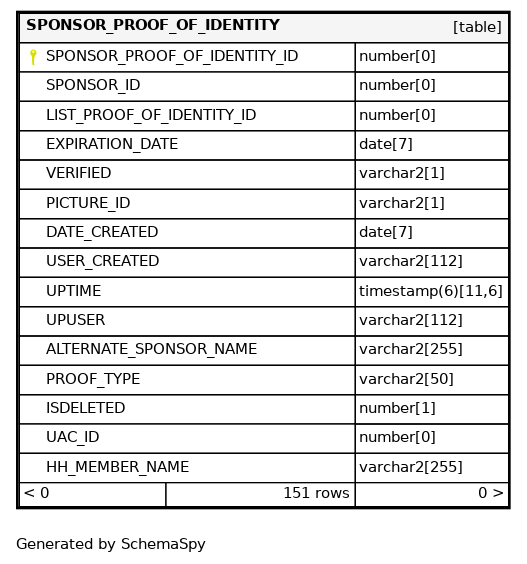 SPONSOR_PROOF_OF_IDENTITY [table]
SPONSOR_PROOF_OF_IDENTITY_ID number[0]
SPONSOR_ID number[0]
LIST_PROOF_OF_IDENTITY_ID number[0]
EXPIRATION_DATE date[7]
VERIFIED varchar2[1]
PICTURE_ID varchar2[1]
DATE_CREATED date[7]
USER_CREATED varchar2[112]
UPTIME timestamp(6)[11,6]
UPUSER varchar2[112]
ALTERNATE_SPONSOR_NAME varchar2[255]
PROOF_TYPE varchar2[50]
ISDELETED number[1]
UAC_ID number[0]
HH_MEMBER_NAME varchar2[255]
< 0 151 rows 0 >
Generated by SchemaSpy